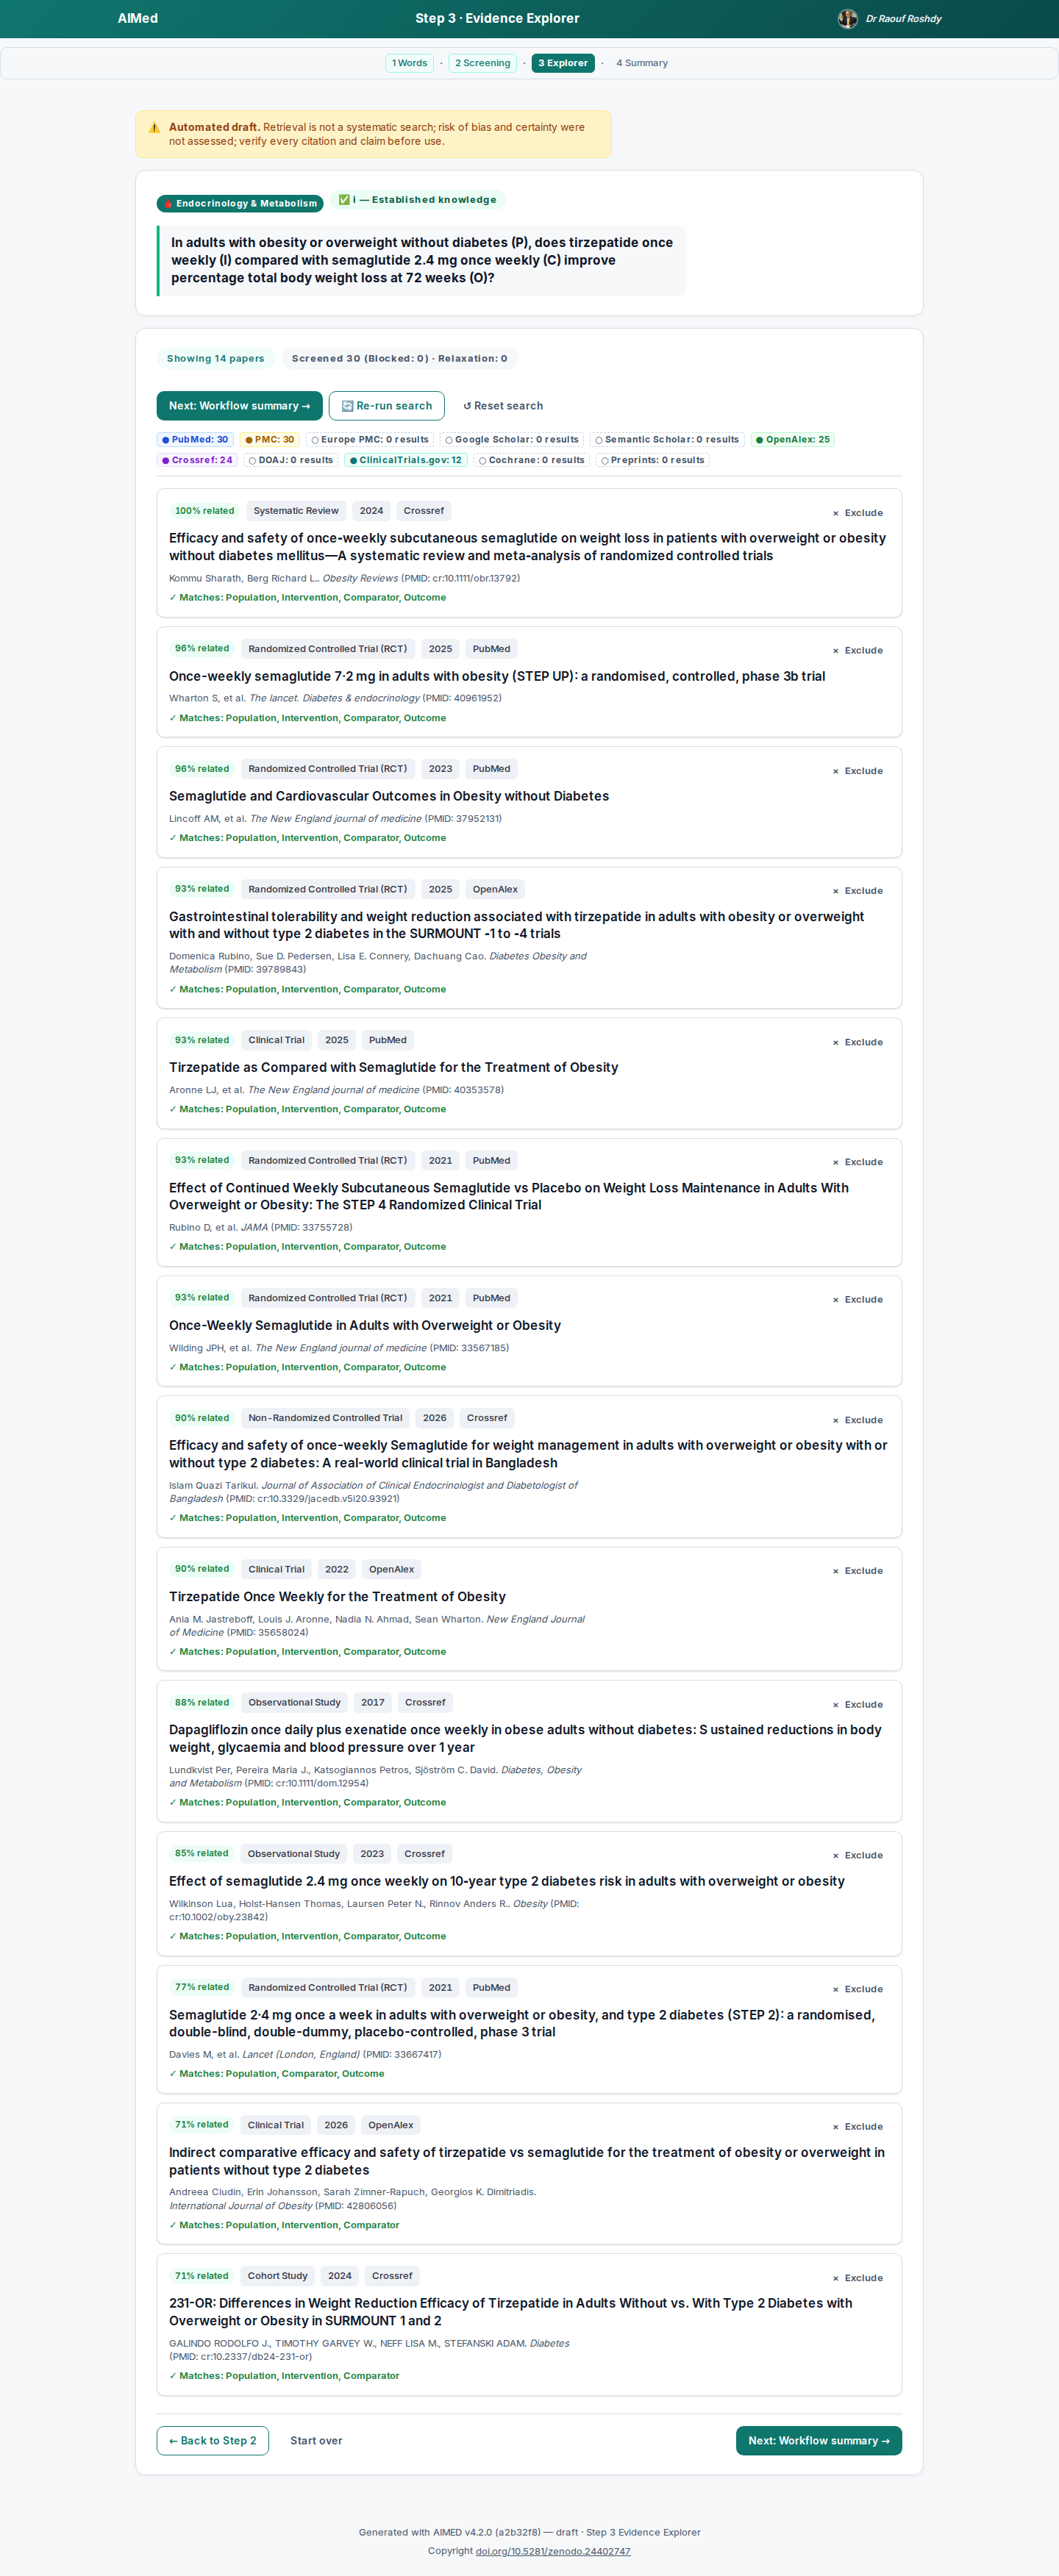 AIMed
Step 3 · Evidence Explorer
Dr Raouf Roshdy
1 Words · 2 Screening · 3 Explorer · 4 Summary
⚠️ Automated draft. Retrieval is not a systematic search; risk of bias and certainty were
not assessed; verify every citation and claim before use.
Endocrinology & Metabolism ✅ i — Established knowledge
In adults with obesity or overweight without diabetes (P), does tirzepatide once
weekly (I) compared with semaglutide 2.4 mg once weekly (C) improve
percentage total body weight loss at 72 weeks (O)?
Showing 14 papers Screened 30 (Blocked: 0) · Relaxation: 0
Next: Workflow summary → 🔄 Re-run search ↺ Reset search
● PubMed: 30 ● PMC: 30 ○ Europe PMC: 0 results ○ Google Scholar: 0 results ○ Semantic Scholar: 0 results ● OpenAlex: 25
● Crossref: 24 ○ DOAJ: 0 results ● ClinicalTrials.gov: 12 ○ Cochrane: 0 results ○ Preprints: 0 results
100% related Systematic Review 2024 Crossref × Exclude
Efficacy and safety of once-weekly subcutaneous semaglutide on weight loss in patients with overweight or obesity
without diabetes mellitus—A systematic review and meta-analysis of randomized controlled trials
Kommu Sharath, Berg Richard L.. Obesity Reviews (PMID: cr:10.1111/obr.13792)
✓ Matches: Population, Intervention, Comparator, Outcome
96% related Randomized Controlled Trial (RCT) 2025 PubMed × Exclude
Once-weekly semaglutide 7·2 mg in adults with obesity (STEP UP): a randomised, controlled, phase 3b trial
Wharton S, et al. The lancet. Diabetes & endocrinology (PMID: 40961952)
✓ Matches: Population, Intervention, Comparator, Outcome
96% related Randomized Controlled Trial (RCT) 2023 PubMed × Exclude
Semaglutide and Cardiovascular Outcomes in Obesity without Diabetes
Lincoff AM, et al. The New England journal of medicine (PMID: 37952131)
✓ Matches: Population, Intervention, Comparator, Outcome
93% related Randomized Controlled Trial (RCT) 2025 OpenAlex × Exclude
Gastrointestinal tolerability and weight reduction associated with tirzepatide in adults with obesity or overweight
with and without type 2 diabetes in the SURMOUNT ‐1 to ‐4 trials
Domenica Rubino, Sue D. Pedersen, Lisa E. Connery, Dachuang Cao. Diabetes Obesity and
Metabolism (PMID: 39789843)
✓ Matches: Population, Intervention, Comparator, Outcome
93% related Clinical Trial 2025 PubMed × Exclude
Tirzepatide as Compared with Semaglutide for the Treatment of Obesity
Aronne LJ, et al. The New England journal of medicine (PMID: 40353578)
✓ Matches: Population, Intervention, Comparator, Outcome
93% related Randomized Controlled Trial (RCT) 2021 PubMed × Exclude
Effect of Continued Weekly Subcutaneous Semaglutide vs Placebo on Weight Loss Maintenance in Adults With
Overweight or Obesity: The STEP 4 Randomized Clinical Trial
Rubino D, et al. JAMA (PMID: 33755728)
✓ Matches: Population, Intervention, Comparator, Outcome
93% related Randomized Controlled Trial (RCT) 2021 PubMed × Exclude
Once-Weekly Semaglutide in Adults with Overweight or Obesity
Wilding JPH, et al. The New England journal of medicine (PMID: 33567185)
✓ Matches: Population, Intervention, Comparator, Outcome
90% related Non-Randomized Controlled Trial 2026 Crossref × Exclude
Efficacy and safety of once-weekly Semaglutide for weight management in adults with overweight or obesity with or
without type 2 diabetes: A real-world clinical trial in Bangladesh
Islam Quazi Tarikul. Journal of Association of Clinical Endocrinologist and Diabetologist of
Bangladesh (PMID: cr:10.3329/jacedb.v5i20.93921)
✓ Matches: Population, Intervention, Comparator, Outcome
90% related Clinical Trial 2022 OpenAlex × Exclude
Tirzepatide Once Weekly for the Treatment of Obesity
Ania M. Jastreboff, Louis J. Aronne, Nadia N. Ahmad, Sean Wharton. New England Journal
of Medicine (PMID: 35658024)
✓ Matches: Population, Intervention, Comparator, Outcome
88% related Observational Study 2017 Crossref × Exclude
Dapagliflozin once daily plus exenatide once weekly in obese adults without diabetes: S ustained reductions in body
weight, glycaemia and blood pressure over 1 year
Lundkvist Per, Pereira Maria J., Katsogiannos Petros, Sjöström C. David. Diabetes, Obesity
and Metabolism (PMID: cr:10.1111/dom.12954)
✓ Matches: Population, Intervention, Comparator, Outcome
85% related Observational Study 2023 Crossref × Exclude
Effect of semaglutide 2.4 mg once weekly on 10‐year type 2 diabetes risk in adults with overweight or obesity
Wilkinson Lua, Holst‐Hansen Thomas, Laursen Peter N., Rinnov Anders R.. Obesity (PMID:
cr:10.1002/oby.23842)
✓ Matches: Population, Intervention, Comparator, Outcome
77% related Randomized Controlled Trial (RCT) 2021 PubMed × Exclude
Semaglutide 2·4 mg once a week in adults with overweight or obesity, and type 2 diabetes (STEP 2): a randomised,
double-blind, double-dummy, placebo-controlled, phase 3 trial
Davies M, et al. Lancet (London, England) (PMID: 33667417)
✓ Matches: Population, Comparator, Outcome
71% related Clinical Trial 2026 OpenAlex × Exclude
Indirect comparative efficacy and safety of tirzepatide vs semaglutide for the treatment of obesity or overweight in
patients without type 2 diabetes
Andreea Ciudin, Erin Johansson, Sarah Zimner-Rapuch, Georgios K. Dimitriadis.
International Journal of Obesity (PMID: 42806056)
✓ Matches: Population, Intervention, Comparator
71% related Cohort Study 2024 Crossref × Exclude
231-OR: Differences in Weight Reduction Efficacy of Tirzepatide in Adults Without vs. With Type 2 Diabetes with
Overweight or Obesity in SURMOUNT 1 and 2
GALINDO RODOLFO J., TIMOTHY GARVEY W., NEFF LISA M., STEFANSKI ADAM. Diabetes
(PMID: cr:10.2337/db24-231-or)
✓ Matches: Population, Intervention, Comparator
← Back to Step 2 Start over Next: Workflow summary →
Generated with AIMED v4.2.0 (a2b32f8) — draft · Step 3 Evidence Explorer
Copyright doi.org/10.5281/zenodo.24402747